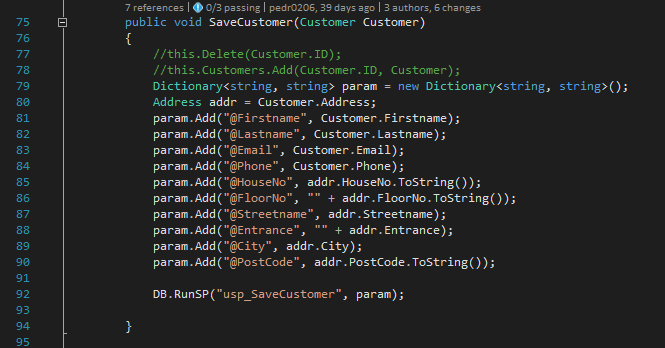 7 references | 0/3 passing | pedr0206, 39 days ago | 3 authors, 6 changes
75 public void SaveCustomer(Customer Customer)
76 {
77 //this.Delete(Customer.ID);
78 //this.Customers.Add(Customer.ID, Customer);
79 Dictionary<string, string> param = new Dictionary<string, string>();
80 Address addr = Customer.Address;
81 param.Add("@Firstname", Customer.Firstname);
82 param.Add("@Lastname", Customer.Lastname);
83 param.Add("@Email", Customer.Email);
84 param.Add("@Phone", Customer.Phone);
85 param.Add("@HouseNo", addr.HouseNo.ToString());
86 param.Add("@FloorNo", "" + addr.FloorNo.ToString());
87 param.Add("@Streetname", addr.Streetname);
88 param.Add("@Entrance", "" + addr.Entrance);
89 param.Add("@City", addr.City);
90 param.Add("@PostCode", addr.PostCode.ToString());
91
92 DB.RunSP("usp_SaveCustomer", param);
93
94 }
95